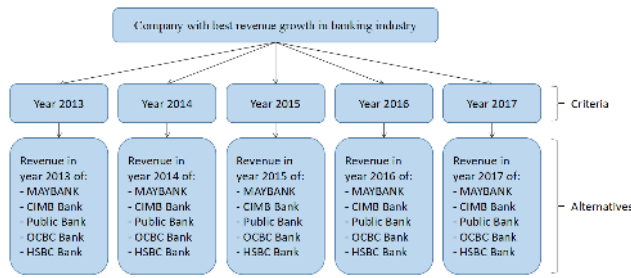 Company with best revenue growth in banking industry
Year 2013
Year 2014
Year 2015
Year 2016
Year 2017
Criteria
Revenue in
year 2013 of:
- MAYBANK
- CIMB Bank
- Public Bank
- OCBC Bank
- HSBC Bank
Revenue in
year 2014 of:
- MAYBANK
- CIMB Bank
- Public Bank
- OCBC Bank
- HSBC Bank
Revenue in
year 2015 of:
- MAYBANK
- CIMB Bank
- Public Bank
- OCBC Bank
- HSBC Bank
Revenue in
year 2016 of:
- MAYBANK
- CIMB Bank
- Public Bank
- OCBC Bank
- HSBC Bank
Revenue in
year 2017 of:
- MAYBANK
- CIMB Bank
- Public Bank
- OCBC Bank
- HSBC Bank
Alternatives